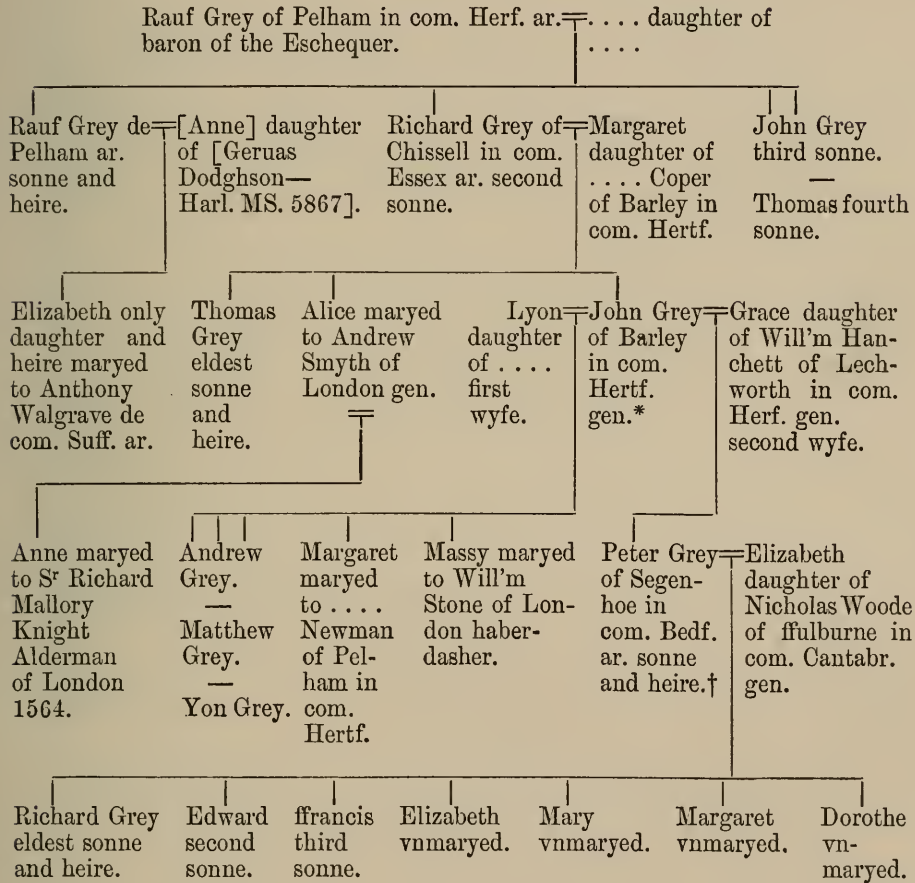 Rauf Grey of Pelham in com. Herf. ar.=. . . . daughter of
baron of the Eschequer. . . . .
Rauf Grey de=[Anne] daughter
Pelham ar. of [Geruas
sonne and Dodghson—
heire. Harl. MS. 5867].
Richard Grey of=Margaret
Chissell in com. daughter of
Essex ar. second . . . . Coper
sonne. of Barley in
com. Hertf.
John Grey
third sonne.
—
Thomas fourth
sonne.
Elizabeth only
daughter and
heire maryed
to Anthony
Walgrave de
com. Suff. ar.
Thomas
Grey
eldest
sonne
and
heire.
Alice maryed
to Andrew
Smyth of
London gen.
=
Lyon=John Grey=Grace daughter
daughter of Barley of Will'm Han-
of . . . . in com. chett of Lech-
first Hertf. worth in com.
wyfe. gen.* Herf. gen.
second wyfe.
Anne maryed
to Sʳ Richard
Mallory
Knight
Alderman
of London
1564.
Andrew
Grey.
—
Matthew
Grey.
—
Yon Grey.
Margaret
maryed
to . . . .
Newman
of Pel-
ham in
com.
Hertf.
Massy maryed
to Will'm
Stone of Lon-
don haber-
dasher.
Peter Grey=Elizabeth
of Segen- daughter of
hoe in Nicholas Woode
com. Bedf. of ffulburne in
ar. sonne com. Cantabr.
and heire.† gen.
Richard Grey
eldest sonne
and heire.
Edward
second
sonne.
ffrancis
third
sonne.
Elizabeth
vnmaryed.
Mary
vnmaryed.
Margaret
vnmaryed.
Dorothe
vn-
maryed.